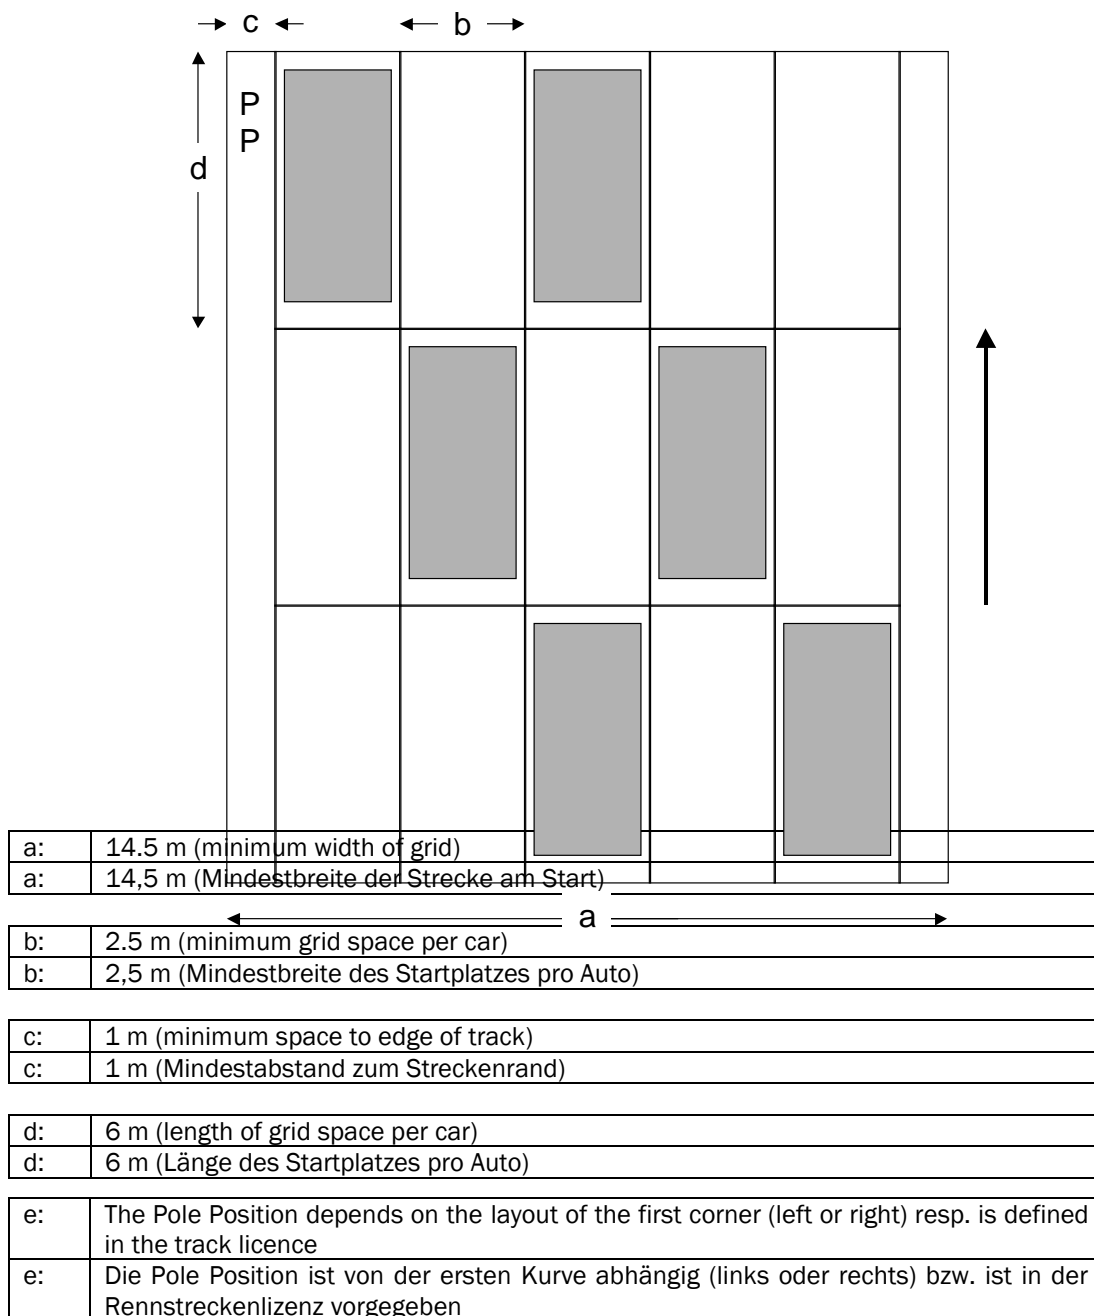 c
b
P
P
d
a: 14.5 m (minimum width of grid)
a: 14,5 m (Mindestbreite der Strecke am Start)
a
b: 2.5 m (minimum grid space per car)
b: 2,5 m (Mindestbreite des Startplatzes pro Auto)
c: 1 m (minimum space to edge of track)
c: 1 m (Mindestabstand zum Streckenrand)
d: 6 m (length of grid space per car)
d: 6 m (Länge des Startplatzes pro Auto)
e: The Pole Position depends on the layout of the first corner (left or right) resp. is defined
in the track licence
e: Die Pole Position ist von der ersten Kurve abhängig (links oder rechts) bzw. ist in der
Rennstreckenlizenz vorgegeben